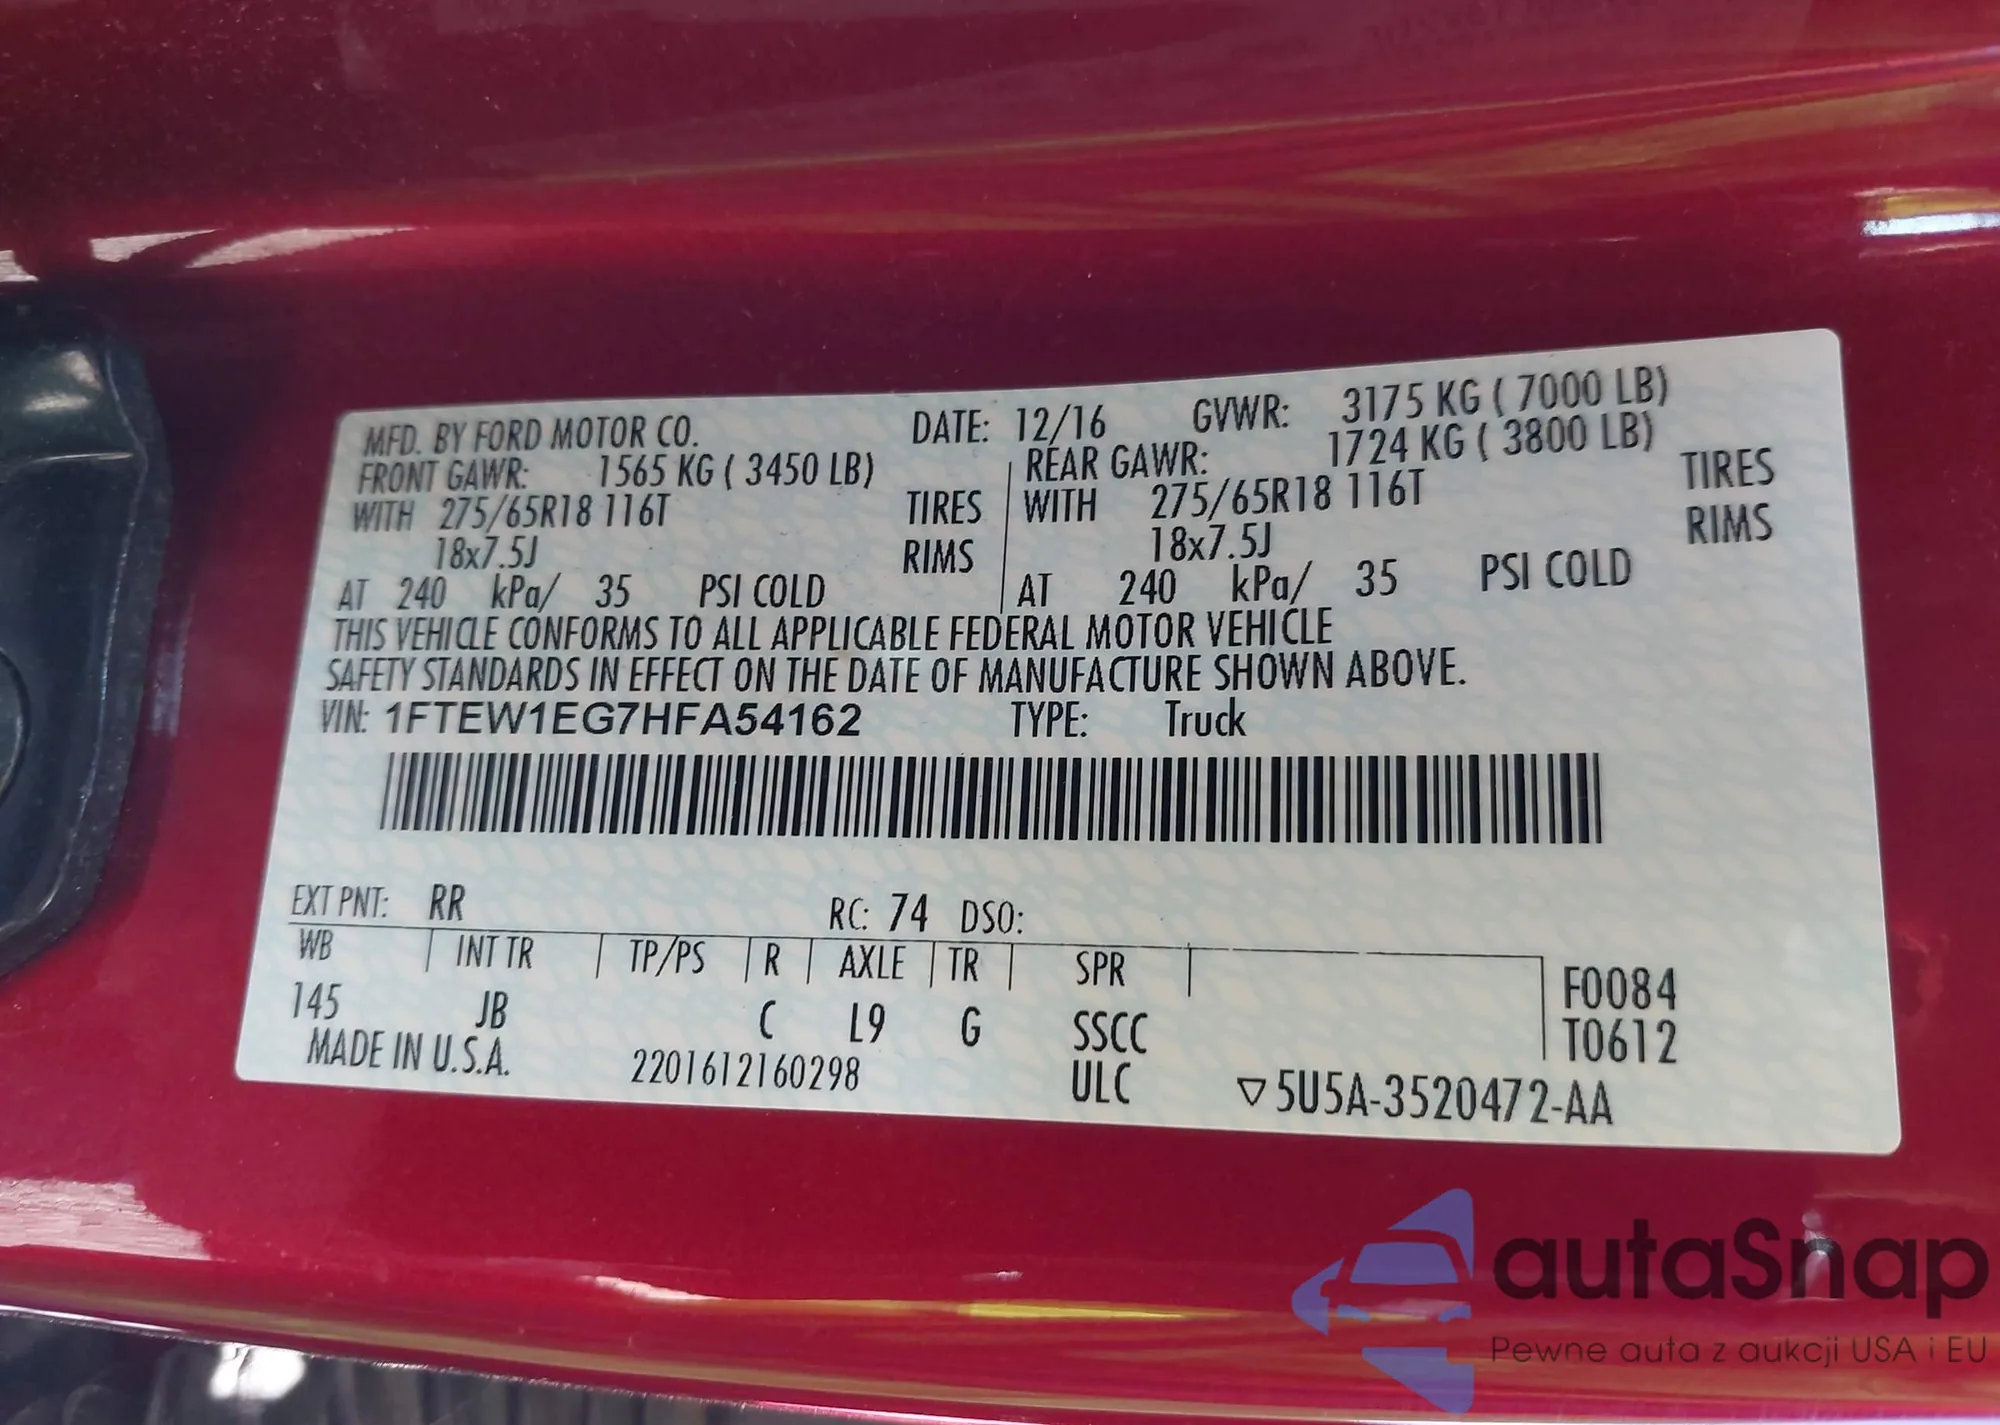 MFD. BY FORD MOTOR CO. DATE: 12/16 GVWR: 3175 KG ( 7000 LB)
FRONT GAWR: 1565 KG ( 3450 LB) REAR GAWR: 1724 KG ( 3800 LB)
WITH 275/65R18 116T TIRES WITH 275/65R18 116T TIRES
18x7.5J RIMS 18x7.5J RIMS
AT 240 kPa/ 35 PSI COLD AT 240 kPa/ 35 PSI COLD
THIS VEHICLE CONFORMS TO ALL APPLICABLE FEDERAL MOTOR VEHICLE
SAFETY STANDARDS IN EFFECT ON THE DATE OF MANUFACTURE SHOWN ABOVE.
VIN: 1FTEW1EG7HFA54162 TYPE: Truck
EXT PNT: RR RC: 74 DSO:
WB INT TR TP/PS R AXLE TR SPR F0084
145 JB C L9 G SSCC T0612
MADE IN U.S.A. 2201612160298 ULC ▽5U5A-3520472-AA
autaSnap
Pewne auta z aukcji USA i EU